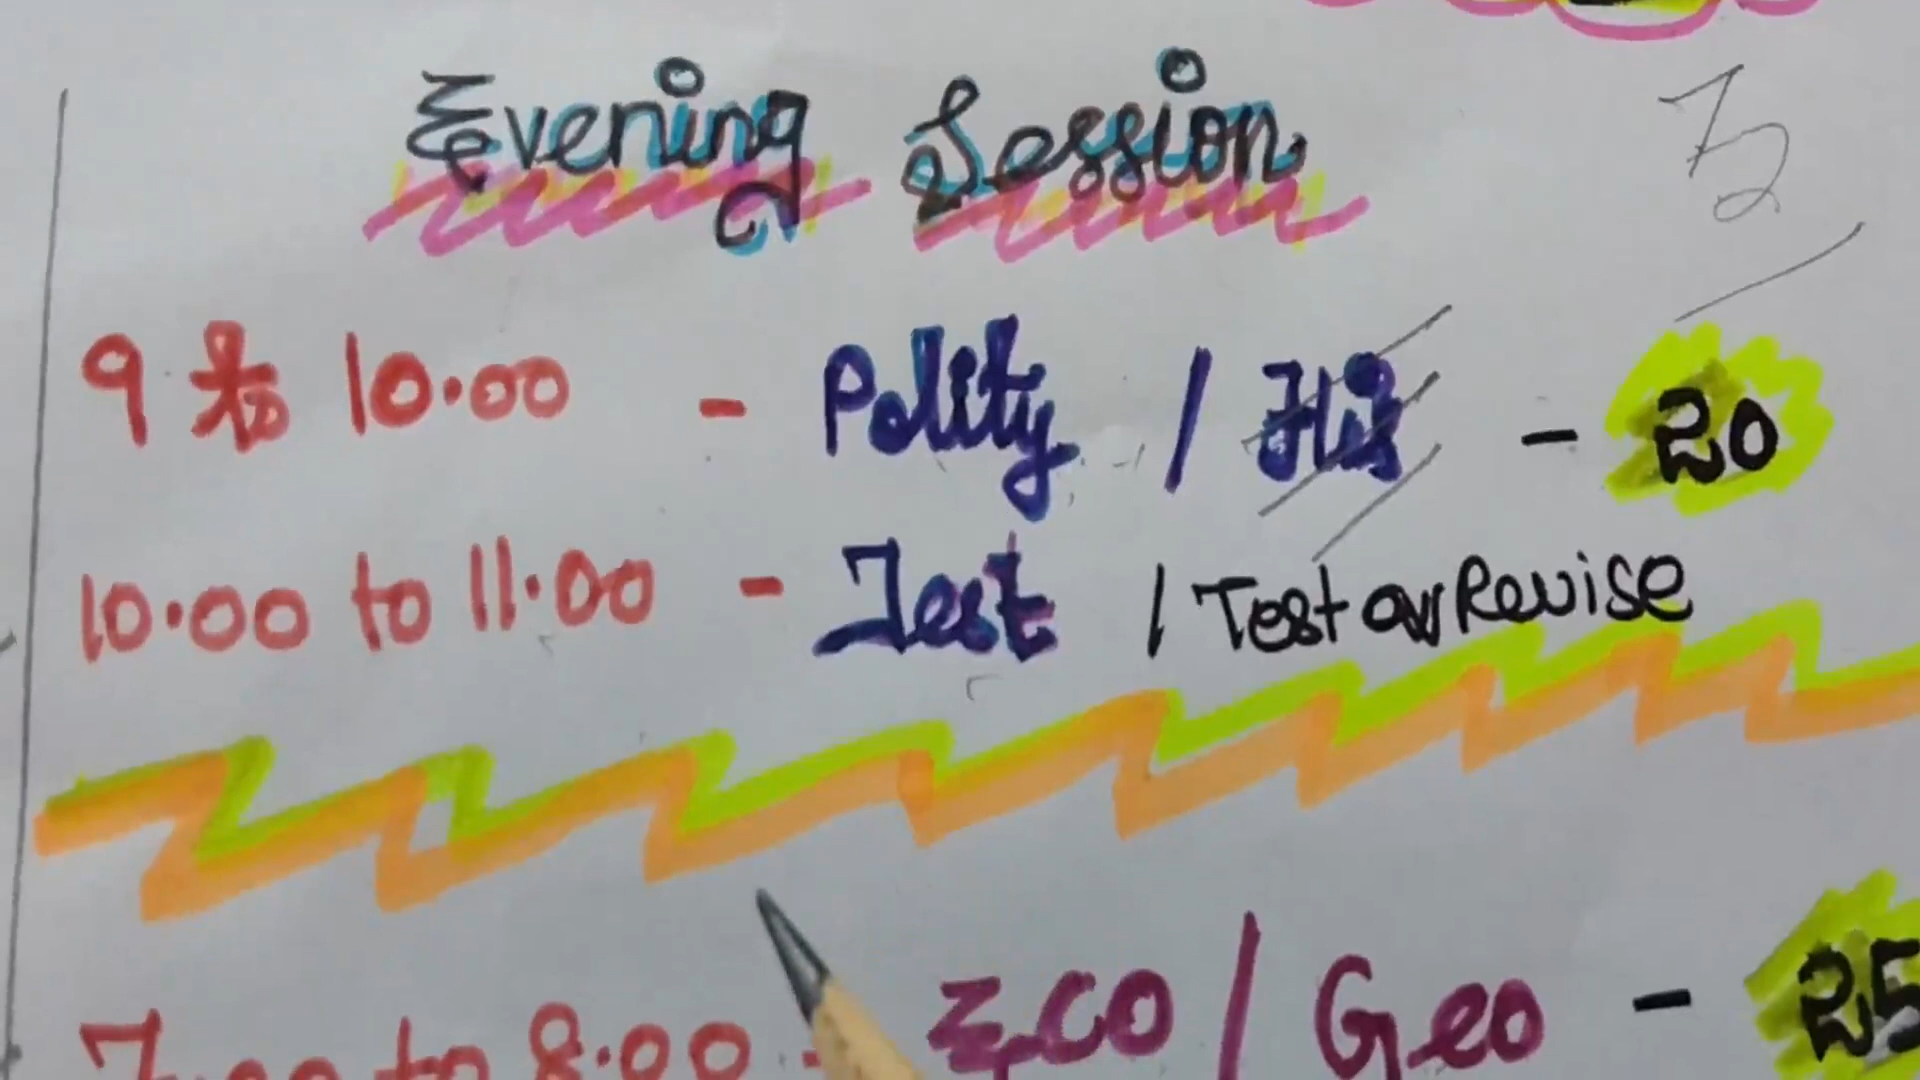 Evening Session
9 to 10.00 - Polity / His - 20
10.00 to 11.00 - Test / Test or Revise
7.00 to 8.00 - Eco / Geo - 25